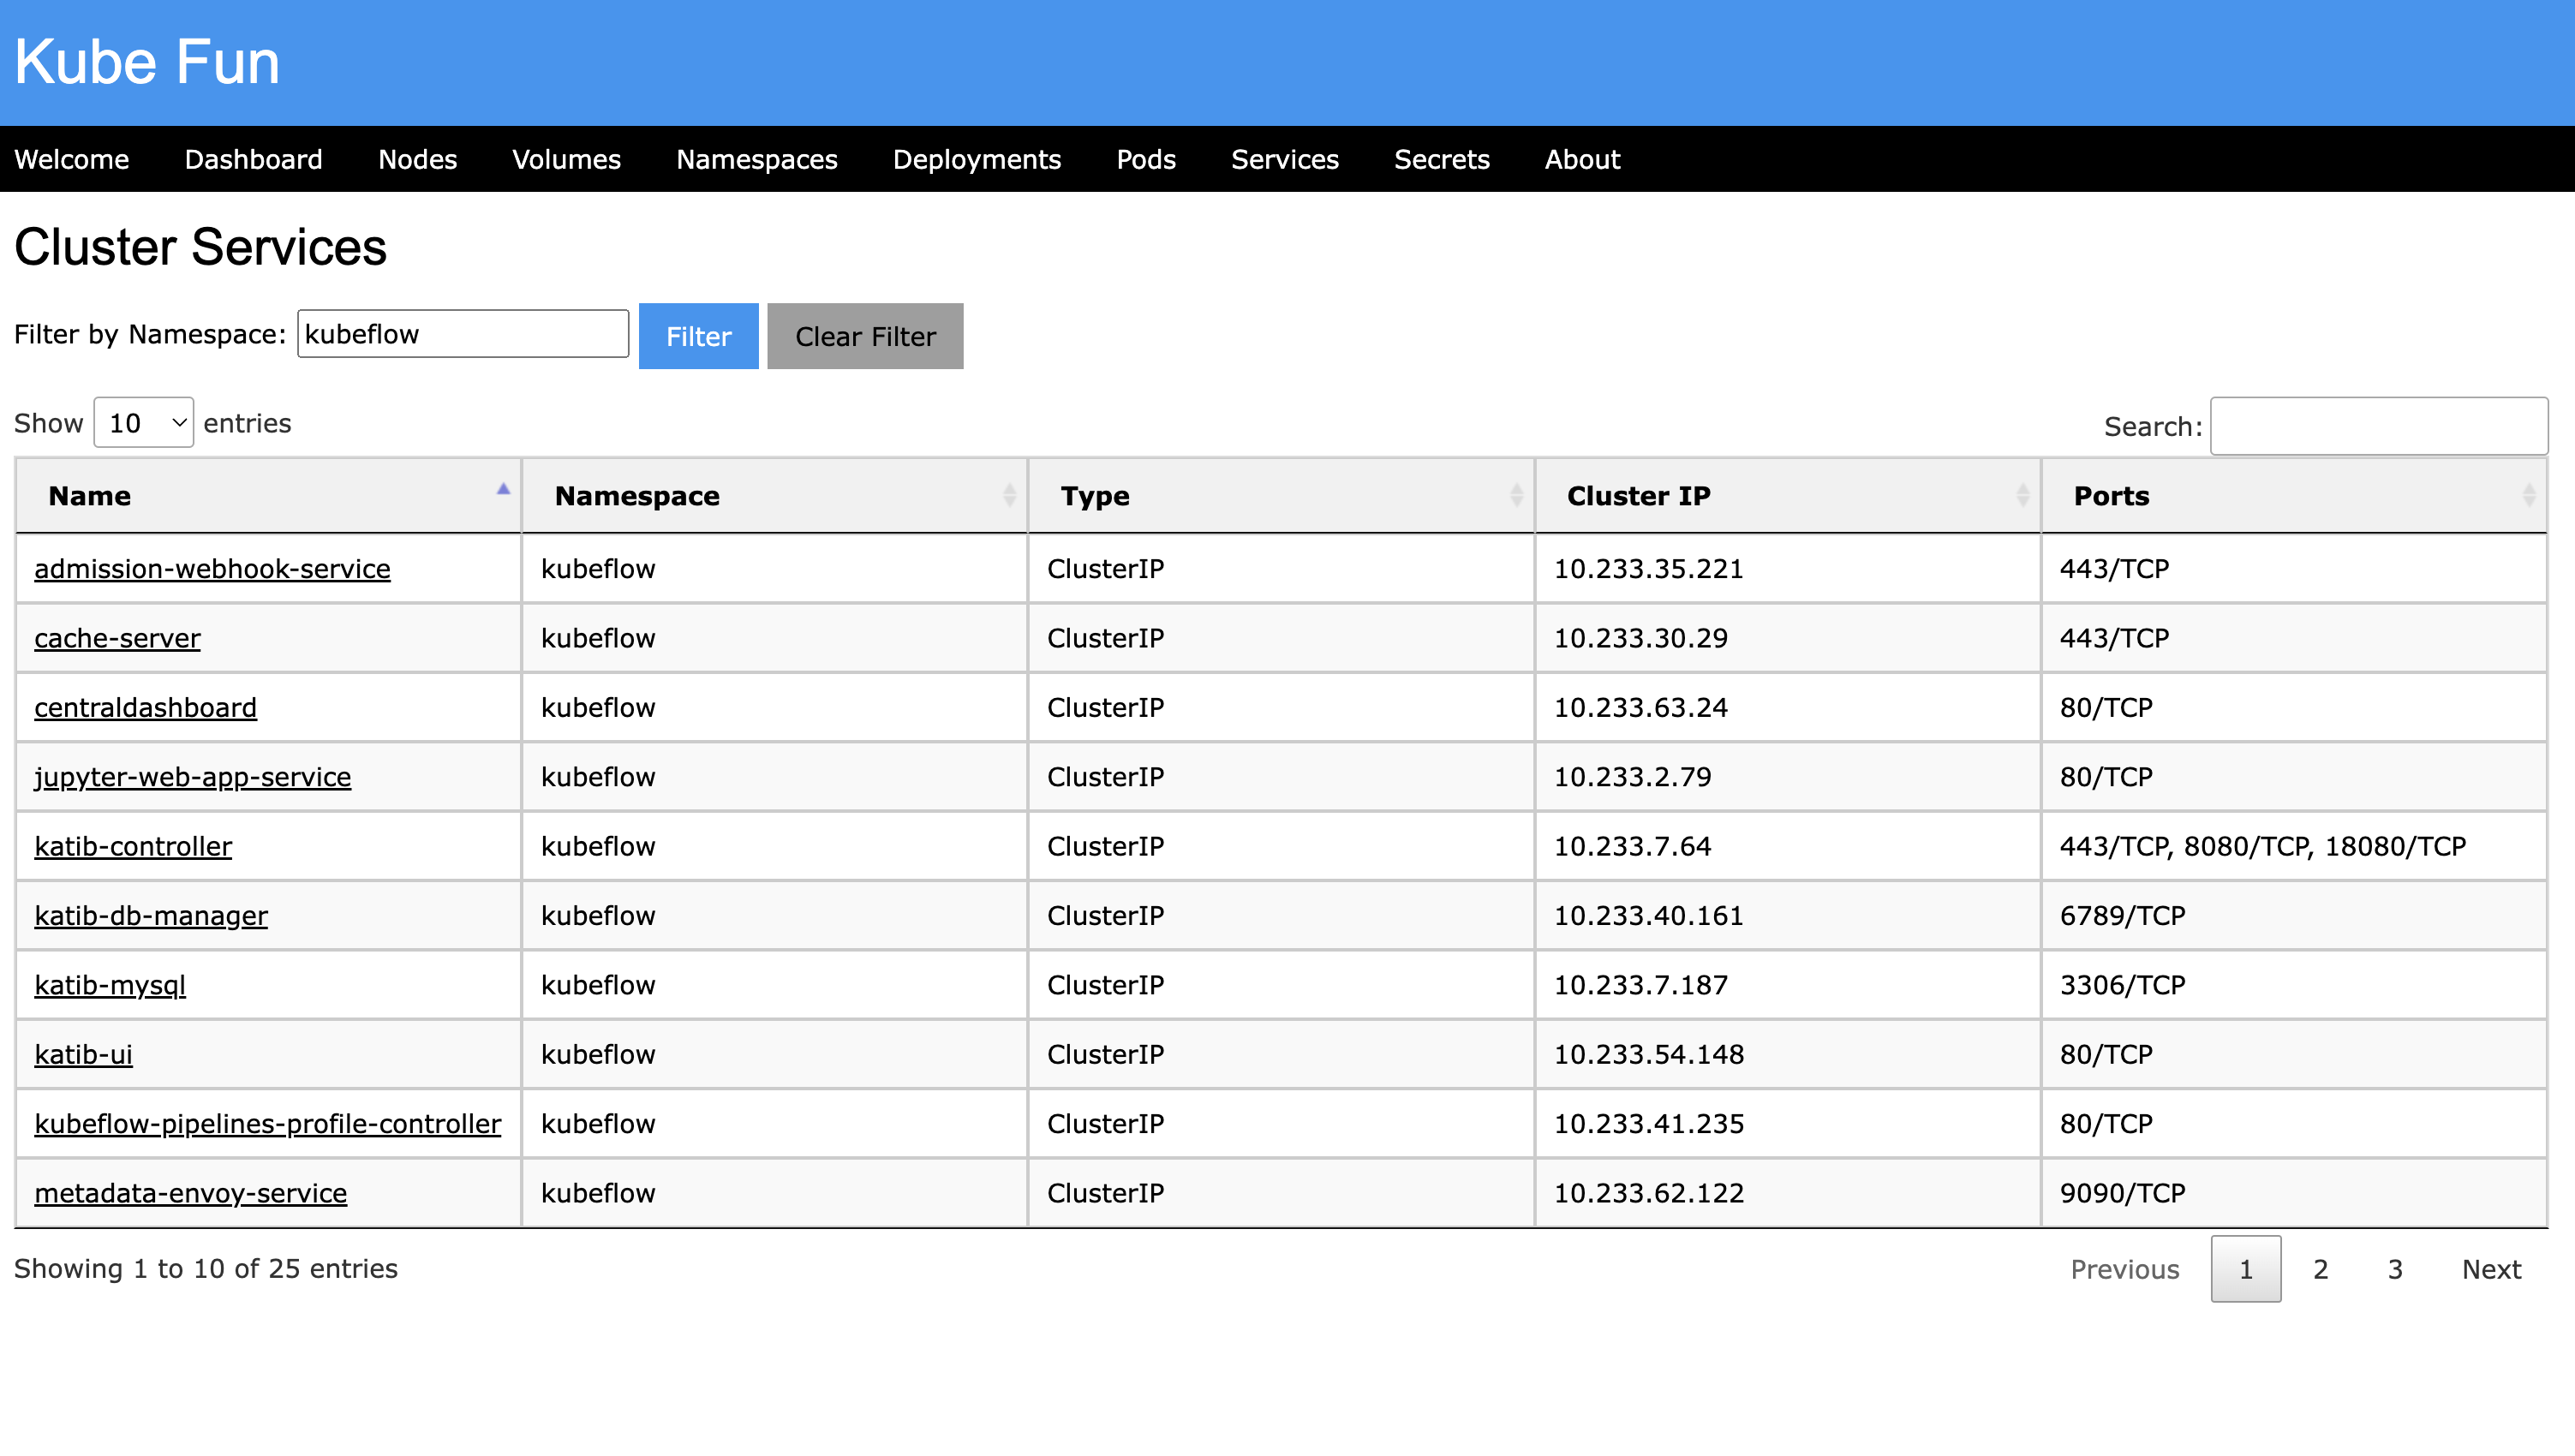 Kube Fun
Welcome Dashboard Nodes Volumes Namespaces Deployments Pods Services Secrets About
Cluster Services
Filter by Namespace: kubeflow Filter Clear Filter
Show 10 entries Search:
Name Namespace Type Cluster IP Ports
admission-webhook-service kubeflow ClusterIP 10.233.35.221 443/TCP
cache-server kubeflow ClusterIP 10.233.30.29 443/TCP
centraldashboard kubeflow ClusterIP 10.233.63.24 80/TCP
jupyter-web-app-service kubeflow ClusterIP 10.233.2.79 80/TCP
katib-controller kubeflow ClusterIP 10.233.7.64 443/TCP, 8080/TCP, 18080/TCP
katib-db-manager kubeflow ClusterIP 10.233.40.161 6789/TCP
katib-mysql kubeflow ClusterIP 10.233.7.187 3306/TCP
katib-ui kubeflow ClusterIP 10.233.54.148 80/TCP
kubeflow-pipelines-profile-controller kubeflow ClusterIP 10.233.41.235 80/TCP
metadata-envoy-service kubeflow ClusterIP 10.233.62.122 9090/TCP
Showing 1 to 10 of 25 entries Previous 1 2 3 Next